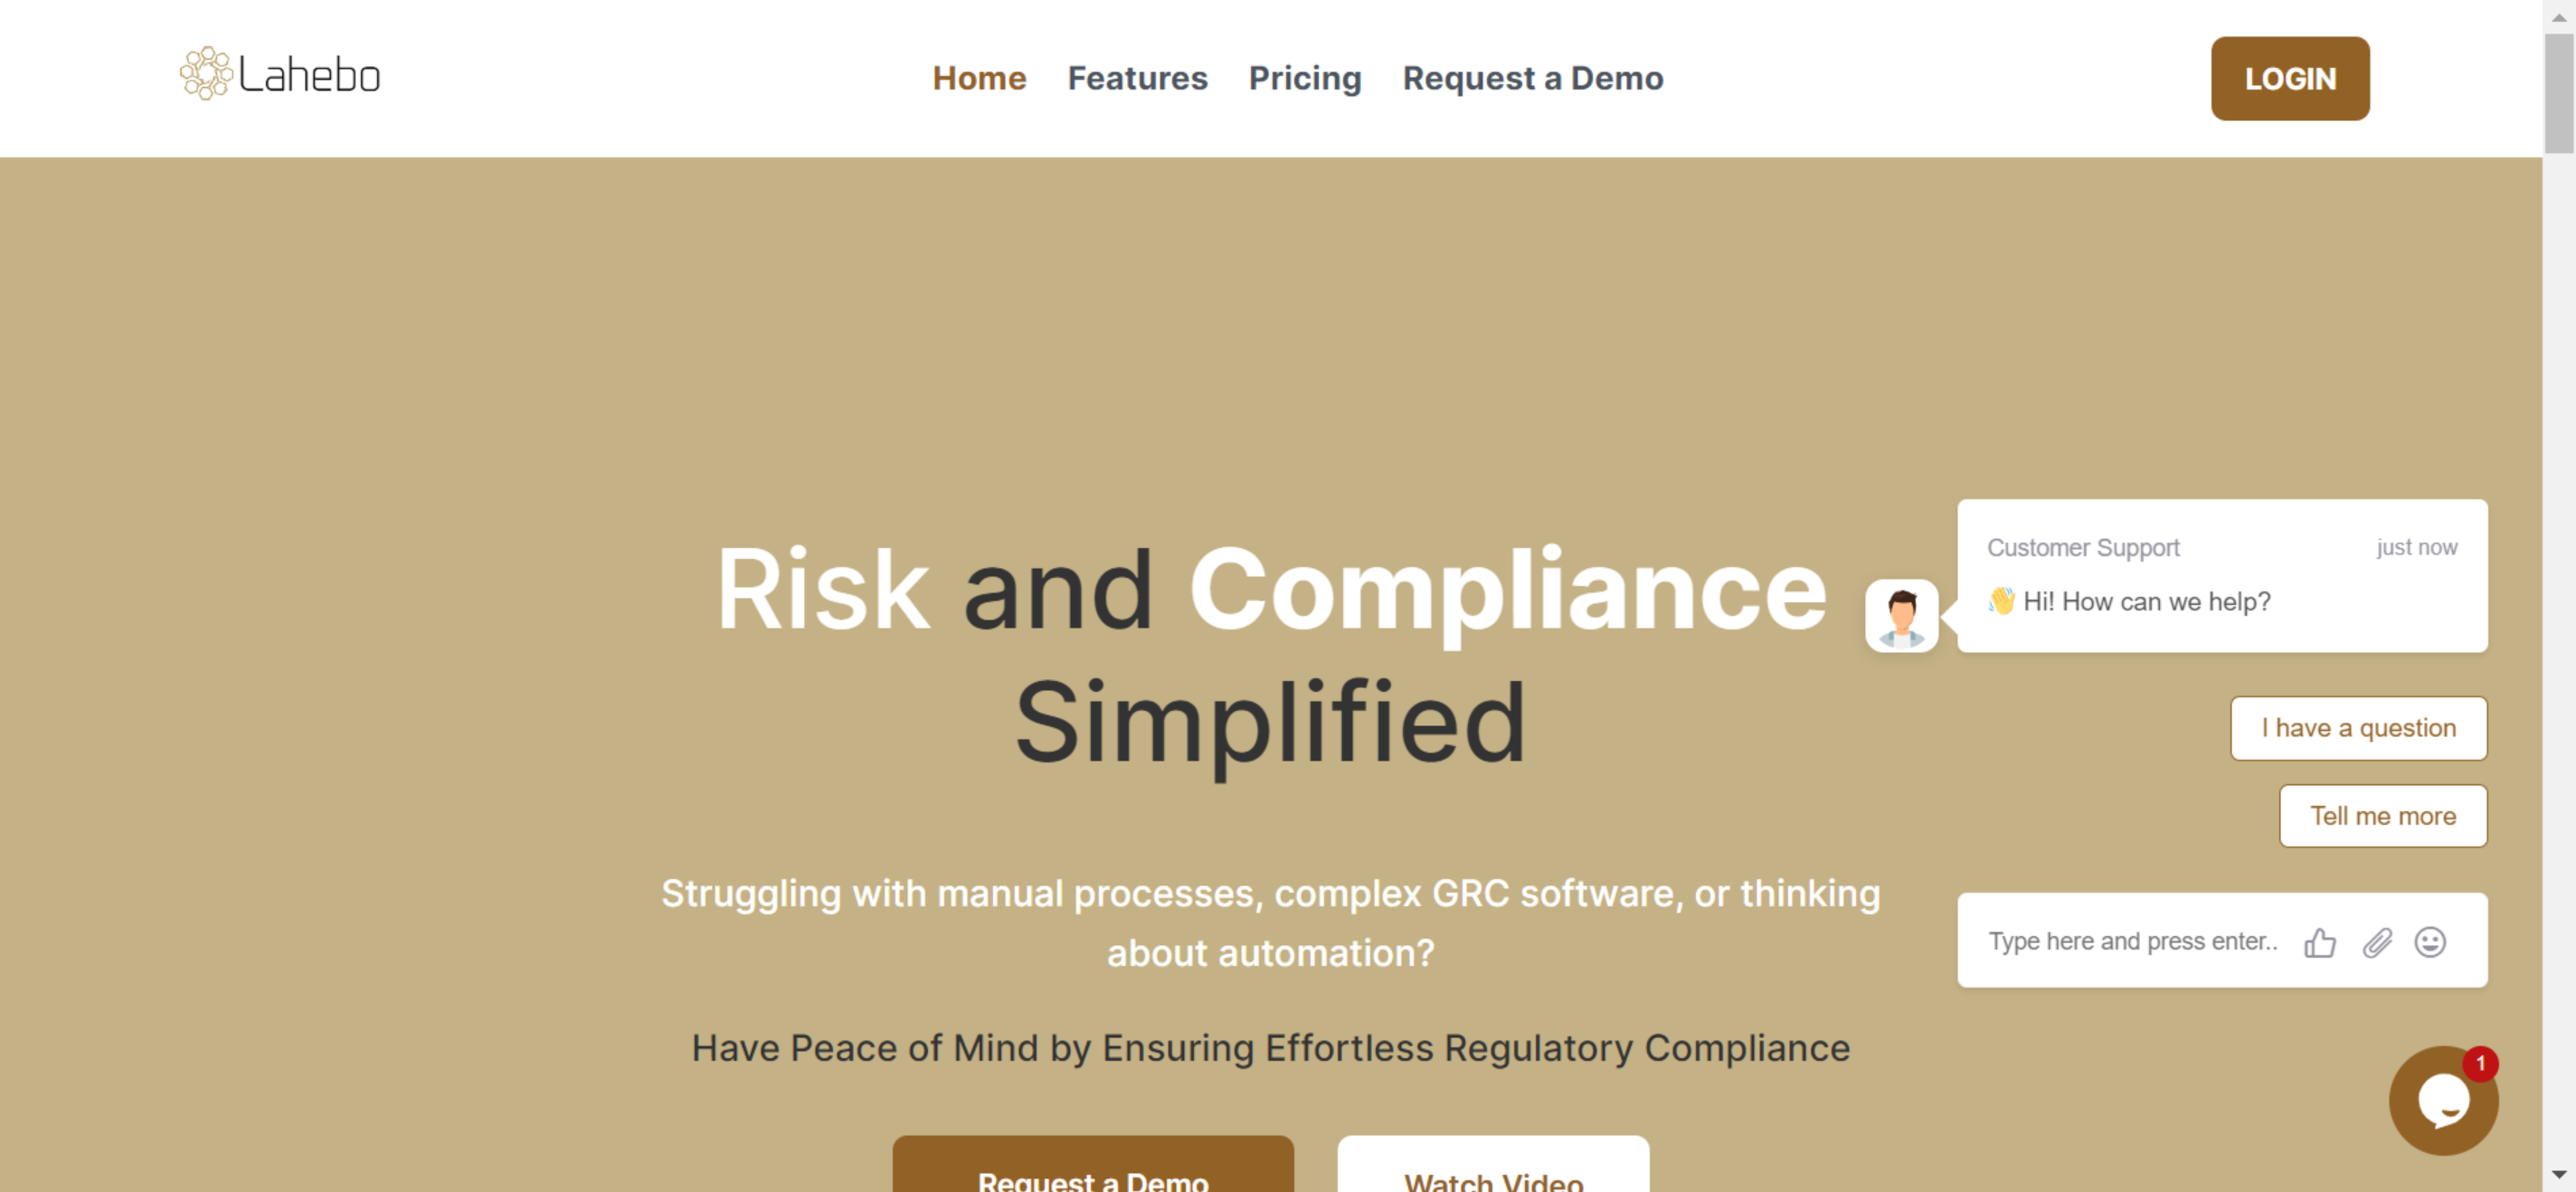 Lahebo
Home Features Pricing Request a Demo
LOGIN
Risk and Compliance
Simplified
Struggling with manual processes, complex GRC software, or thinking
about automation?
Have Peace of Mind by Ensuring Effortless Regulatory Compliance
Request a Demo
Watch Video
Customer Support just now
👋 Hi! How can we help?
I have a question
Tell me more
Type here and press enter..
1